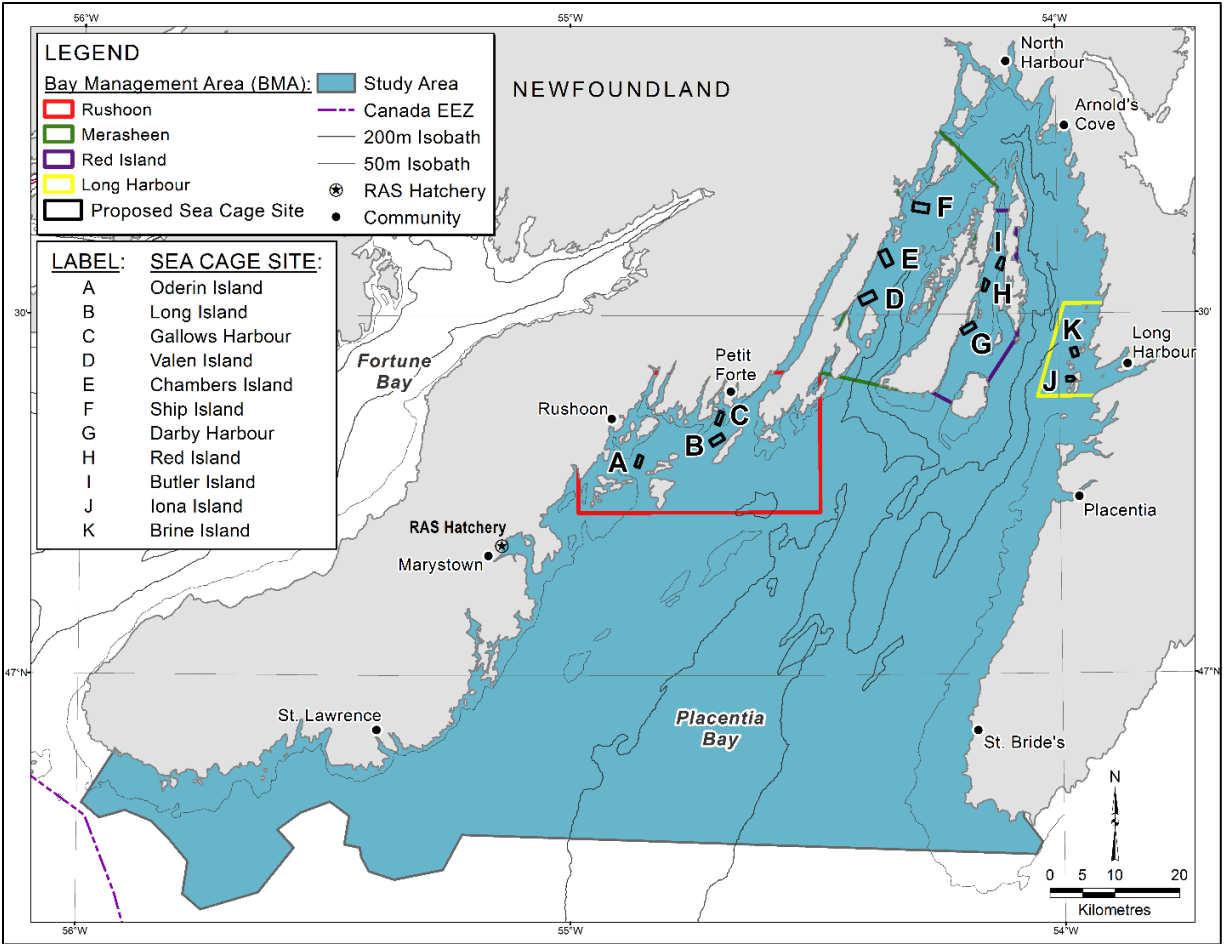 56°W
55°W
54°W
LEGEND
Bay Management Area (BMA):
Rushoon
Merasheen
Red Island
Long Harbour
Proposed Sea Cage Site
Study Area
Canada EEZ
200m Isobath
50m Isobath
RAS Hatchery
Community
LABEL: SEA CAGE SITE:
A Oderin Island
B Long Island
C Gallows Harbour
D Valen Island
E Chambers Island
F Ship Island
G Darby Harbour
H Red Island
I Butler Island
J Iona Island
K Brine Island
NEWFOUNDLAND
North
Harbour
Arnold's
Cove
F
I
E
H
D
30'
30'
G
K
Long
Harbour
J
Fortune
Bay
Petit
Forte
Rushoon
C
B
A
Placentia
RAS Hatchery
Marystown
47°N
47°N
St. Lawrence
Placentia
Bay
St. Bride's
N
0 5 10 20
Kilometres
56°W
55°W
54°W